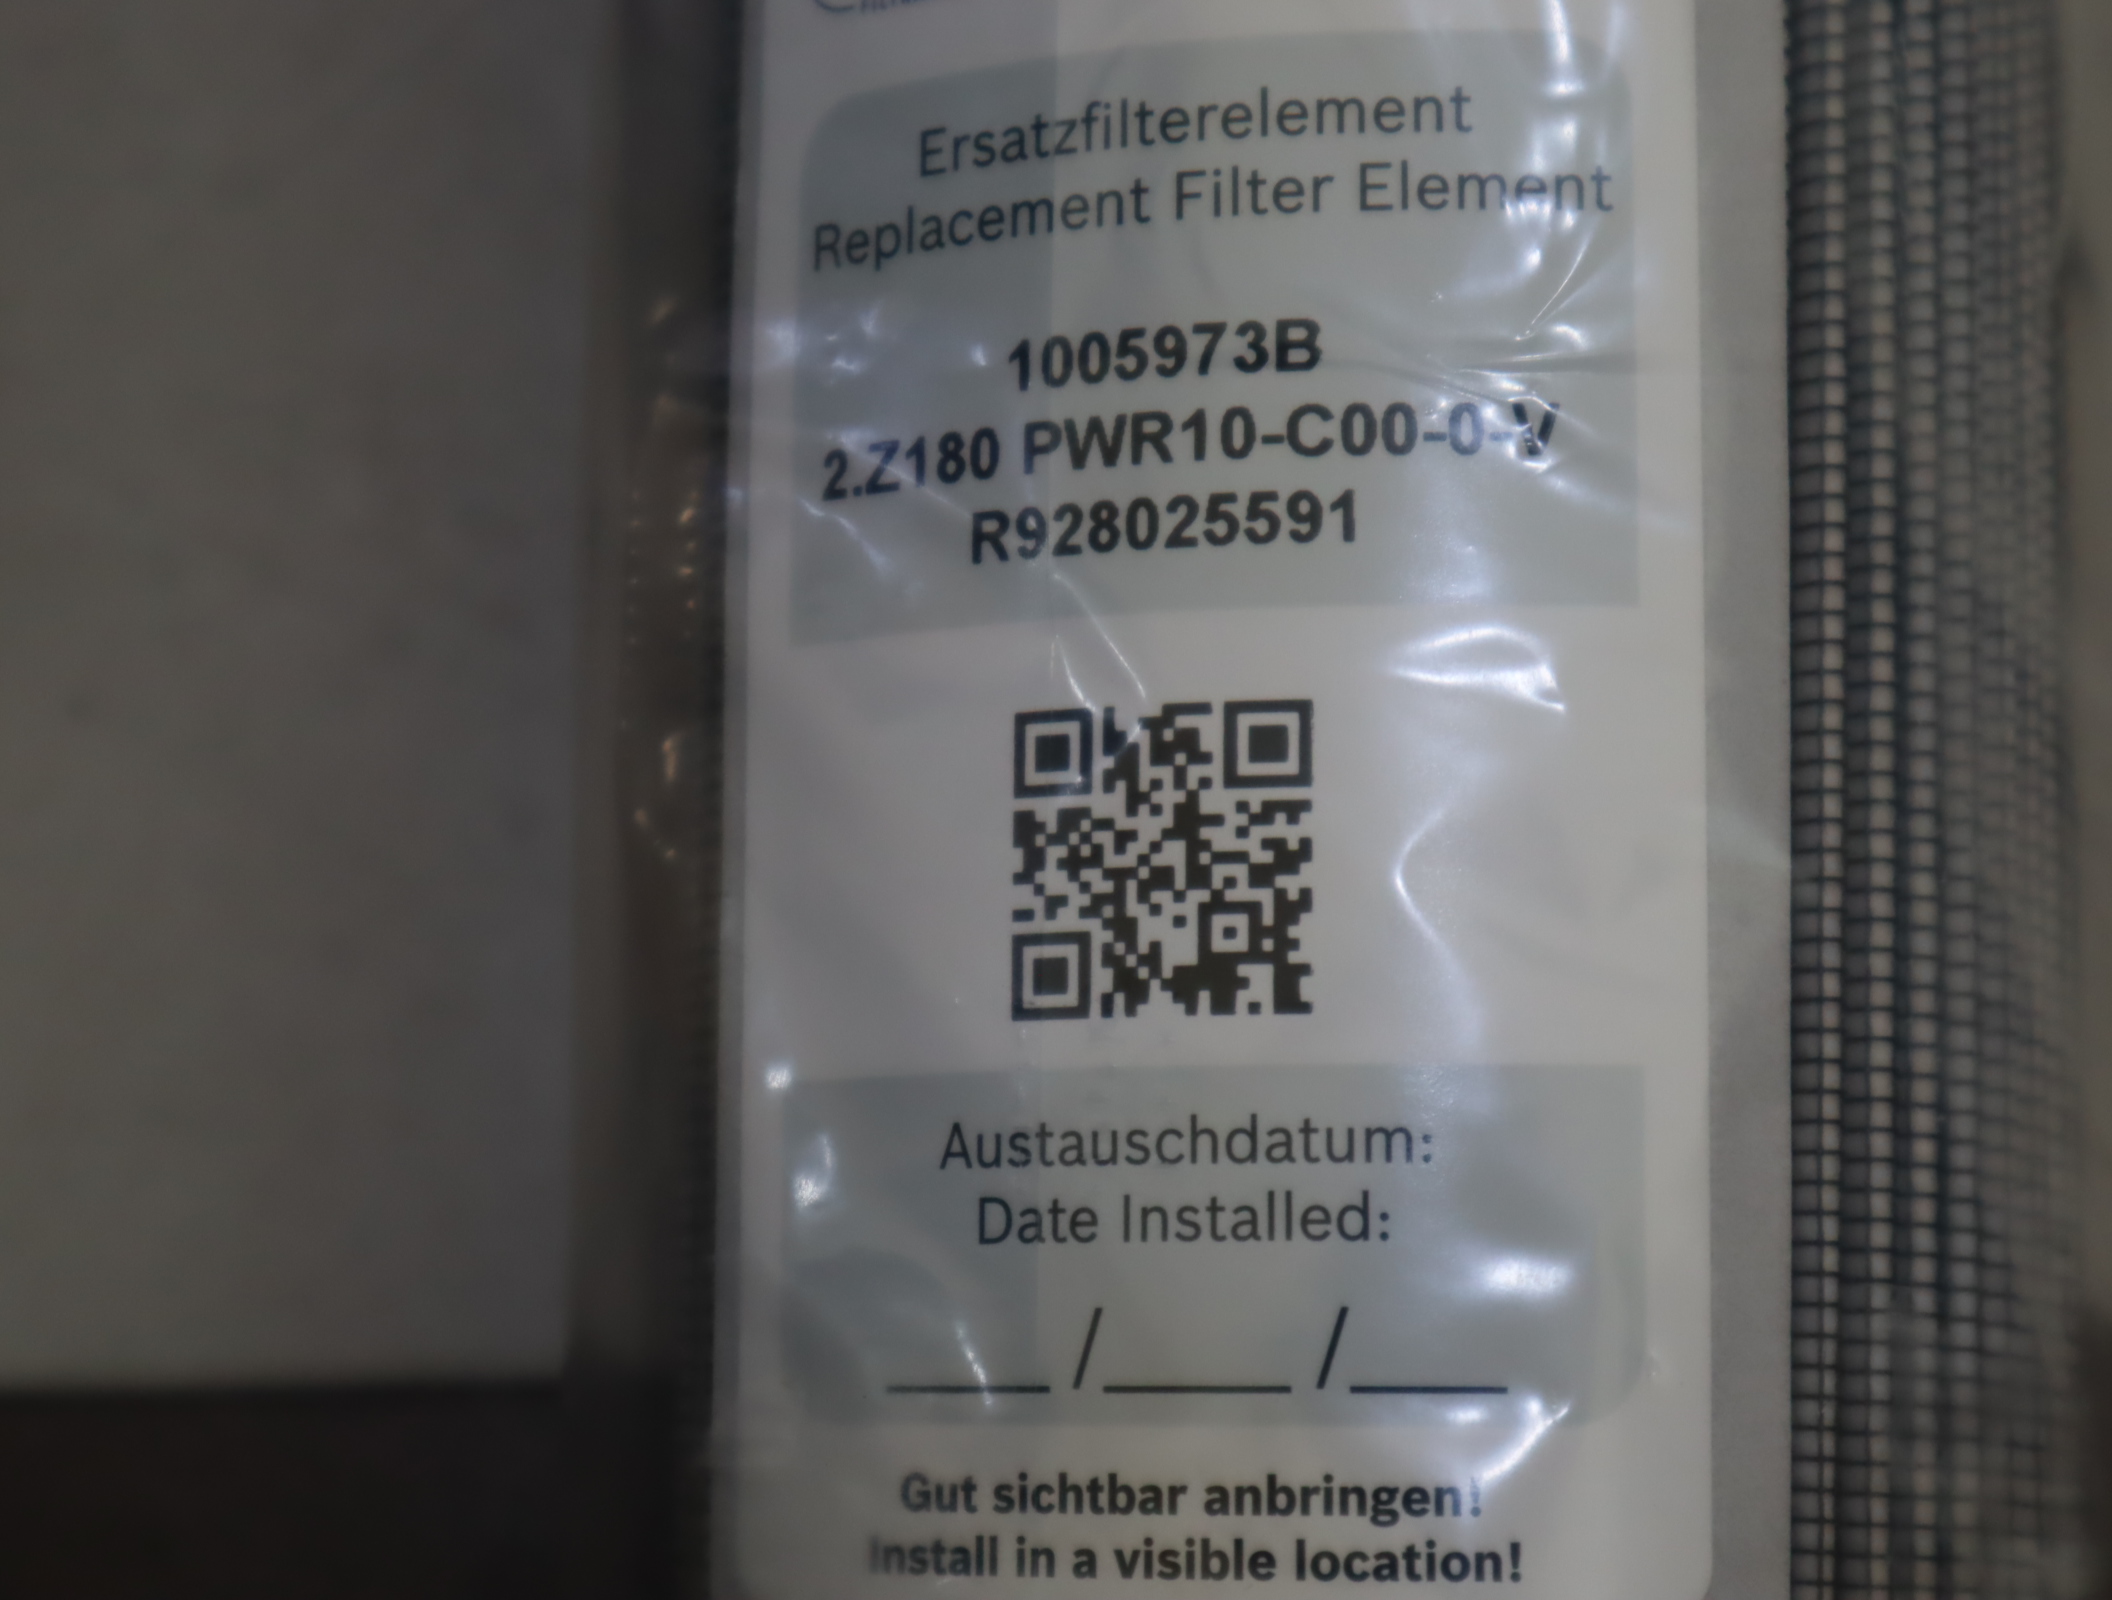 Ersatzfilterelement
Replacement Filter Element
1005973B
2.Z180 PWR10-C00-0-V
R928025591
Austauschdatum:
Date Installed:
____/____/____
Gut sichtbar anbringen!
Install in a visible location!